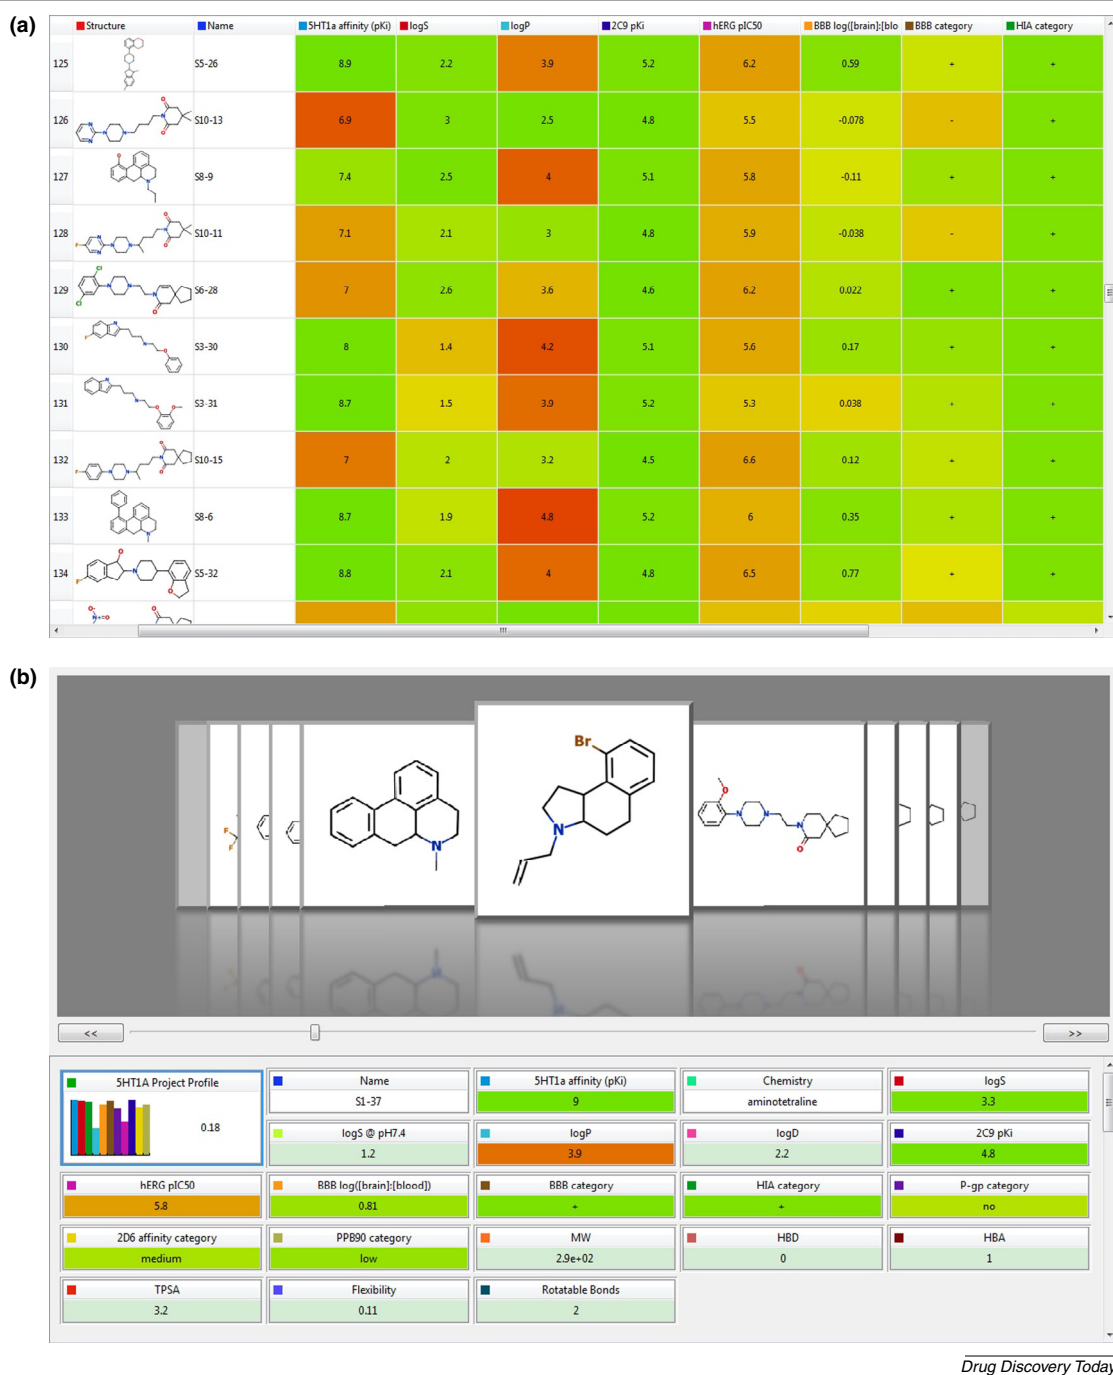 (a)
Structure Name 5HT1A affinity (pKi) logS logP 2C9 pKi hERG pIC50 BBB log([brain]:[blo BBB category HIA category
125 S5-26 8.9 2.2 3.9 5.2 6.2 0.59 + +
126 S10-13 6.9 3 2.5 4.8 5.5 -0.078 - +
127 S8-9 7.4 2.5 4 5.1 5.8 -0.11 + +
128 S10-11 7.1 2.1 3 4.8 5.9 -0.038 - +
129 S6-28 7 2.6 3.6 4.6 6.2 0.022 + +
130 S3-30 8 1.4 4.2 5.1 5.6 0.17 + +
131 S3-31 8.7 1.5 3.9 5.2 5.3 0.038 + +
132 S10-15 7 2 3.2 4.5 6.6 0.12 + +
133 S8-6 8.7 1.9 4.8 5.2 6 0.35 + +
134 S5-32 8.8 2.1 4 4.8 6.5 0.77 + +
(b)
Br
N
N
O
N
N
N
O
F
F
<< >>
5HT1A Project Profile Name 5HT1a affinity (pKi) Chemistry logS
0.18 S1-37 9 aminotetraline 3.3
logS @ pH7.4 logP logD 2C9 pKi
1.2 3.9 2.2 4.8
hERG pIC50 BBB log([brain]:[blood]) BBB category HIA category P-gp category
5.8 0.81 + + no
2D6 affinity category PPB90 category MW HBD HBA
medium low 2.9e+02 0 1
TPSA Flexibility Rotatable Bonds
3.2 0.11 2
Drug Discovery Today